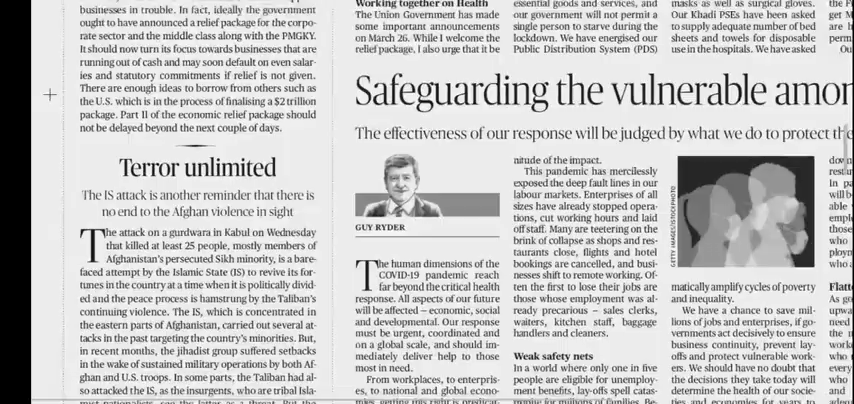 businesses in trouble. In fact, ideally the government
ought to have announced a relief package for the corpo-
rate sector and the middle class along with the PMGKY.
It should now turn its focus towards businesses that are
running out of cash and may soon default on even salar-
ies and statutory commitments if relief is not given.
There are enough ideas to borrow from others such as
the U.S. which is in the process of finalising a $2 trillion
package. Part II of the economic relief package should
not be delayed beyond the next couple of days.
Terror unlimited
The IS attack is another reminder that there is
no end to the Afghan violence in sight
The attack on a gurdwara in Kabul on Wednesday
that killed at least 25 people, mostly members of
Afghanistan's persecuted Sikh minority, is a bare-
faced attempt by the Islamic State (IS) to revive its for-
tunes in the country at a time when it is politically divid-
ed and the peace process is hamstrung by the Taliban's
continuing violence. The IS, which is concentrated in
the eastern parts of Afghanistan, carried out several at-
tacks in the past targeting the country's minorities. But,
in recent months, the jihadist group suffered setbacks
in the wake of sustained military operations by both Af-
ghan and U.S. troops. In some parts, the Taliban had al-
so attacked the IS, as the insurgents, who are tribal Isla-
Working together on Health
The Union Government has made
some important announcements
on March 26. While I welcome the
relief package, I also urge that it be
essential goods and services, and
our government will not permit a
single person to starve during the
lockdown. We have energised our
Public Distribution System (PDS)
masks as well as surgical gloves.
Our Khadi PSEs have been asked
to supply adequate number of bed
sheets and towels for disposable
use in the hospitals. We have asked
Safeguarding the vulnerable
The effectiveness of our response will be judged by what we do to protect the
GUY RYDER
The human dimensions of the
COVID-19 pandemic reach
far beyond the critical health
response. All aspects of our future
will be affected – economic, social
and developmental. Our response
must be urgent, coordinated and
on a global scale, and should im-
mediately deliver help to those
most in need.
From workplaces, to enterpris-
es, to national and global econo-
nitude of the impact.
This pandemic has mercilessly
exposed the deep fault lines in our
labour markets. Enterprises of all
sizes have already stopped opera-
tions, cut working hours and laid
off staff. Many are teetering on the
brink of collapse as shops and res-
taurants close, flights and hotel
bookings are cancelled, and busi-
nesses shift to remote working. Of-
ten the first to lose their jobs are
those whose employment was al-
ready precarious – sales clerks,
waiters, kitchen staff, baggage
handlers and cleaners.
Weak safety nets
In a world where only one in five
people are eligible for unemploy-
ment benefits, lay-offs spell catas-
GETTY IMAGES/ISTOCKPHOTO
matically amplify cycles of poverty
and inequality.
We have a chance to save mil-
lions of jobs and enterprises, if go-
vernments act decisively to ensure
business continuity, prevent lay-
offs and protect vulnerable work-
ers. We should have no doubt that
the decisions they take today will
determine the health of our socie-
ties and economies for years to